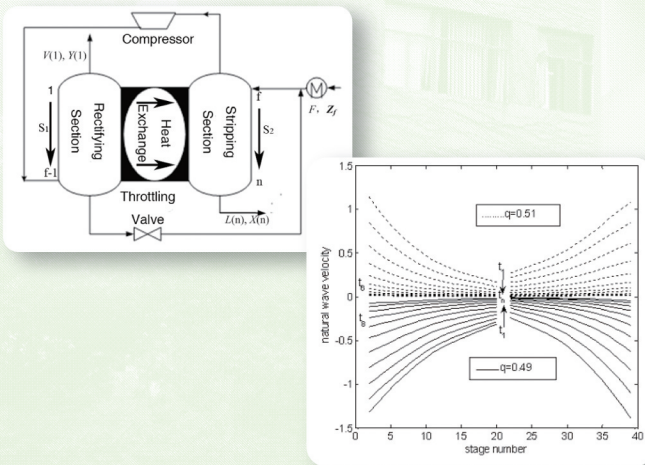 Compressor
V(1), Y(1)
1
S₁
f-1
Rectifying
Section
Heat
Exchange
Stripping
Section
f
S₂
n
M
F, Z_f
Throttling
Valve
L(n), X(n)
natural wave velocity
1.5
1
0.5
0
-0.5
-1
-1.5
q=0.51
q=0.49
0 5 10 15 20 25 30 35 40
stage number